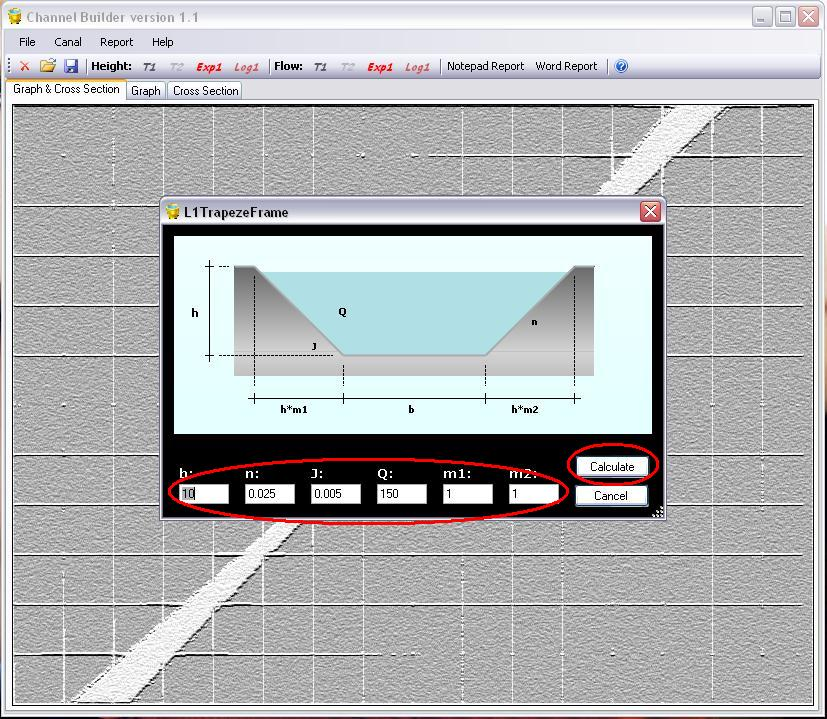 Channel Builder version 1.1
File Canal Report Help
Height: T1 T2 Exp1 Log1 Flow: T1 T2 Exp1 Log1 Notepad Report Word Report
Graph & Cross Section Graph Cross Section
L1TrapezeFrame
h
Q
n
J
h*m1 b h*m2
h: n: J: Q: m1: m2:
10 0.025 0.005 150 1 1
Calculate
Cancel